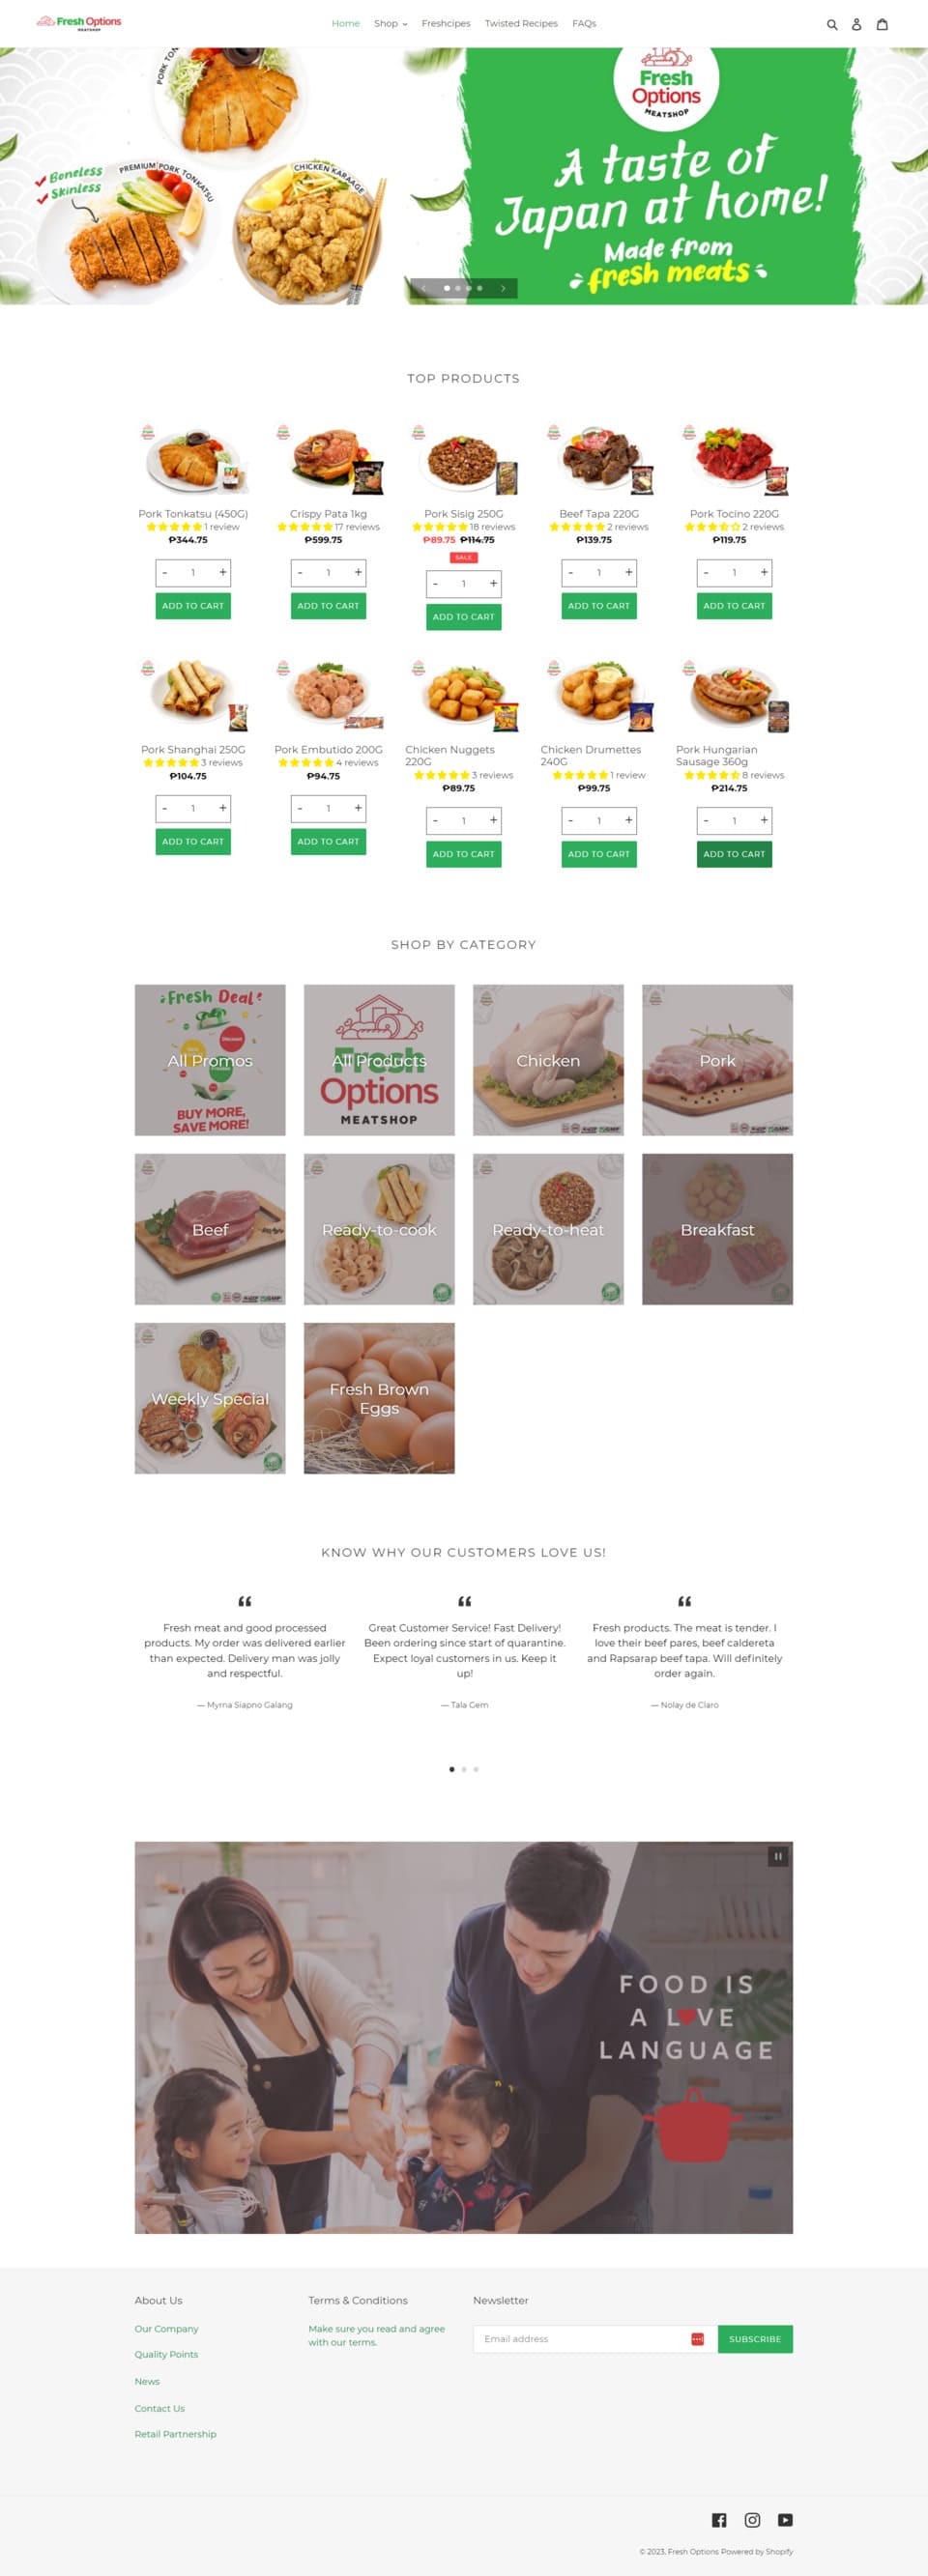 Fresh Options
MEATSHOP
Home Shop Freshcipes Twisted Recipes FAQs
PORK TON
Boneless
Skinless
PREMIUM PORK TONKATSU
CHICKEN KARAAGE
Fresh
Options
MEATSHOP
A taste of
Japan at home!
Made from
fresh meats
TOP PRODUCTS
Pork Tonkatsu (450G)
1 review
₱344.75
- 1 +
ADD TO CART
Crispy Pata 1kg
17 reviews
₱599.75
- 1 +
ADD TO CART
Pork Sisig 250G
18 reviews
₱89.75 ₱114.75
SALE
- 1 +
ADD TO CART
Beef Tapa 220G
2 reviews
₱139.75
- 1 +
ADD TO CART
Pork Tocino 220G
2 reviews
₱119.75
- 1 +
ADD TO CART
Pork Shanghai 250G
3 reviews
₱104.75
- 1 +
ADD TO CART
Pork Embutido 200G
4 reviews
₱94.75
- 1 +
ADD TO CART
Chicken Nuggets
220G
3 reviews
₱89.75
- 1 +
ADD TO CART
Chicken Drumettes
240G
1 review
₱99.75
- 1 +
ADD TO CART
Pork Hungarian
Sausage 360g
8 reviews
₱214.75
- 1 +
ADD TO CART
SHOP BY CATEGORY
Fresh Deal
All Promos
BUY MORE,
SAVE MORE!
All Products
Fresh
Options
MEATSHOP
Chicken
Pork
Beef
Ready-to-cook
Ready-to-heat
Breakfast
Weekly Special
Fresh Brown
Eggs
KNOW WHY OUR CUSTOMERS LOVE US!
Fresh meat and good processed
products. My order was delivered earlier
than expected. Delivery man was jolly
and respectful.
— Myrna Siapno Galang
Great Customer Service! Fast Delivery!
Been ordering since start of quarantine.
Expect loyal customers in us. Keep it
up!
— Tala Gem
Fresh products. The meat is tender. I
love their beef pares, beef caldereta
and Rapsarap beef tapa. Will definitely
order again.
— Nolay de Claro
FOOD IS
A LOVE
LANGUAGE
About Us
Our Company
Quality Points
News
Contact Us
Retail Partnership
Terms & Conditions
Make sure you read and agree
with our terms.
Newsletter
Email address
SUBSCRIBE
© 2023, Fresh Options Powered by Shopify